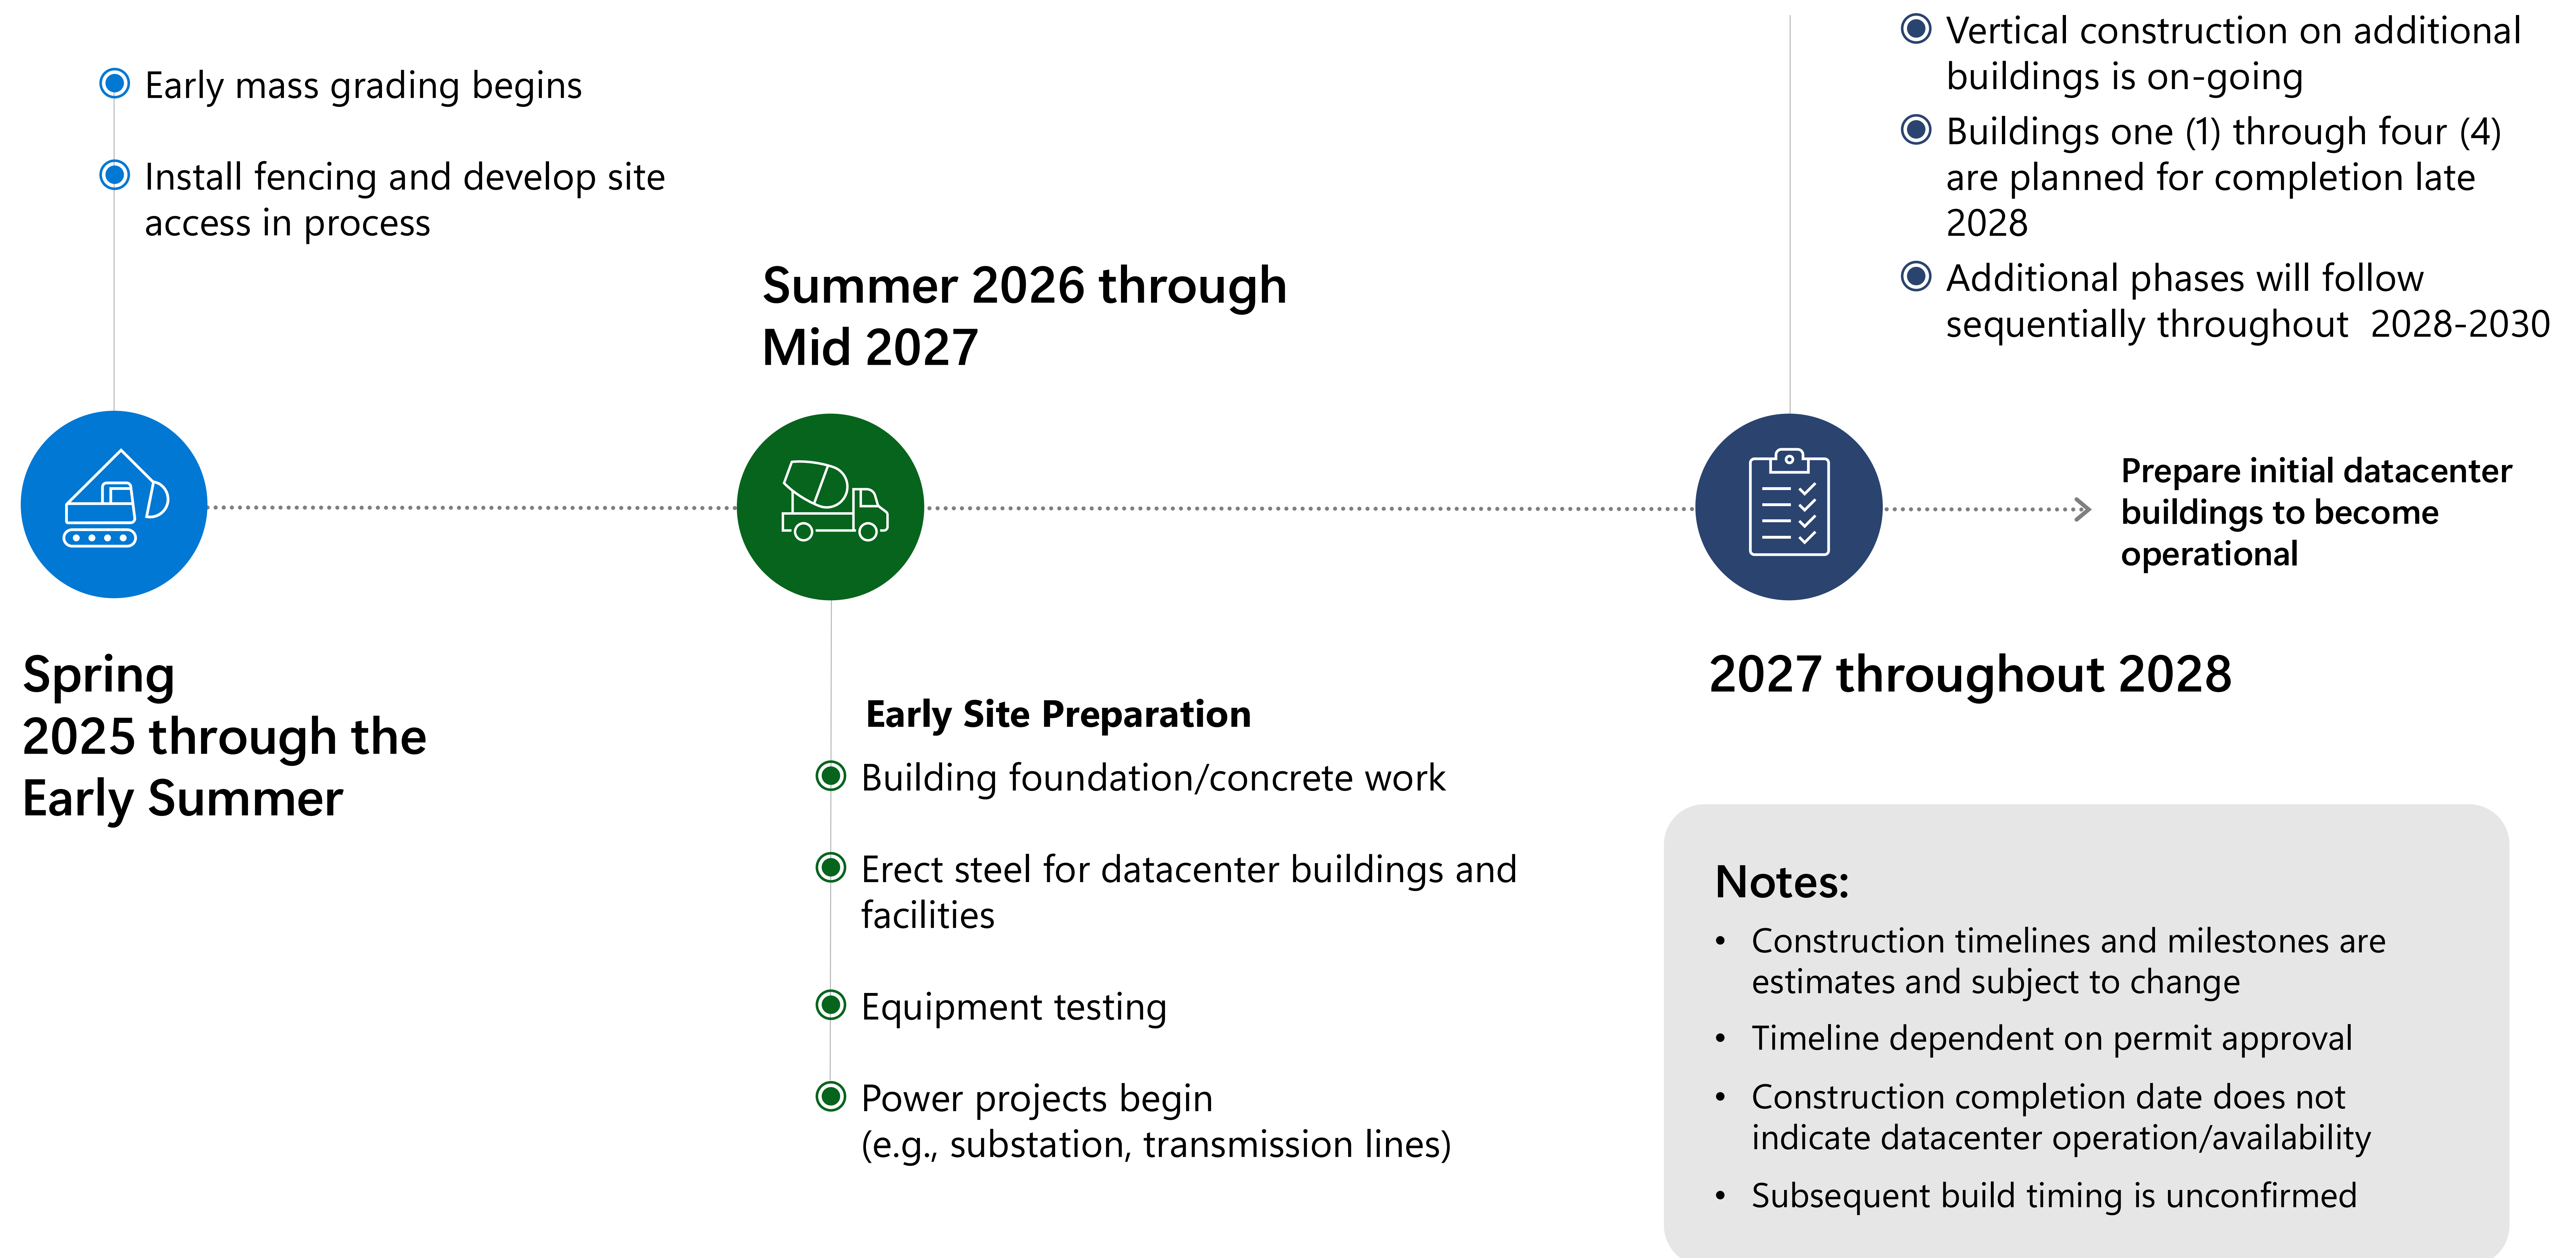 Early mass grading begins
Install fencing and develop site
access in process
Spring
2025 through the
Early Summer
Summer 2026 through
Mid 2027
Early Site Preparation
Building foundation/concrete work
Erect steel for datacenter buildings and
facilities
Equipment testing
Power projects begin
(e.g., substation, transmission lines)
Vertical construction on additional
buildings is on-going
Buildings one (1) through four (4)
are planned for completion late
2028
Additional phases will follow
sequentially throughout  2028-2030
2027 throughout 2028
Prepare initial datacenter
buildings to become
operational
Notes:
• Construction timelines and milestones are
estimates and subject to change
• Timeline dependent on permit approval
• Construction completion date does not
indicate datacenter operation/availability
• Subsequent build timing is unconfirmed